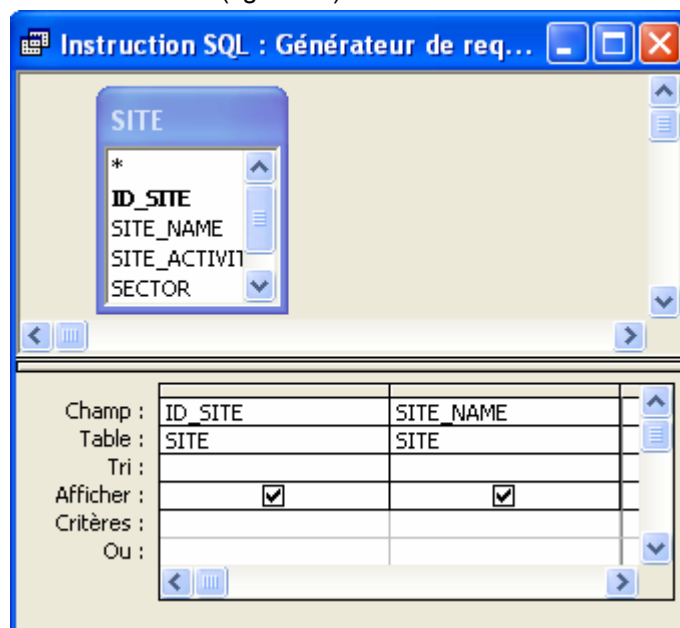 Instruction SQL : Générateur de req...
SITE
*
ID_SITE
SITE_NAME
SITE_ACTIVIT
SECTOR
Champ : ID_SITE SITE_NAME
Table : SITE SITE
Tri :
Afficher :
Critères :
Ou :